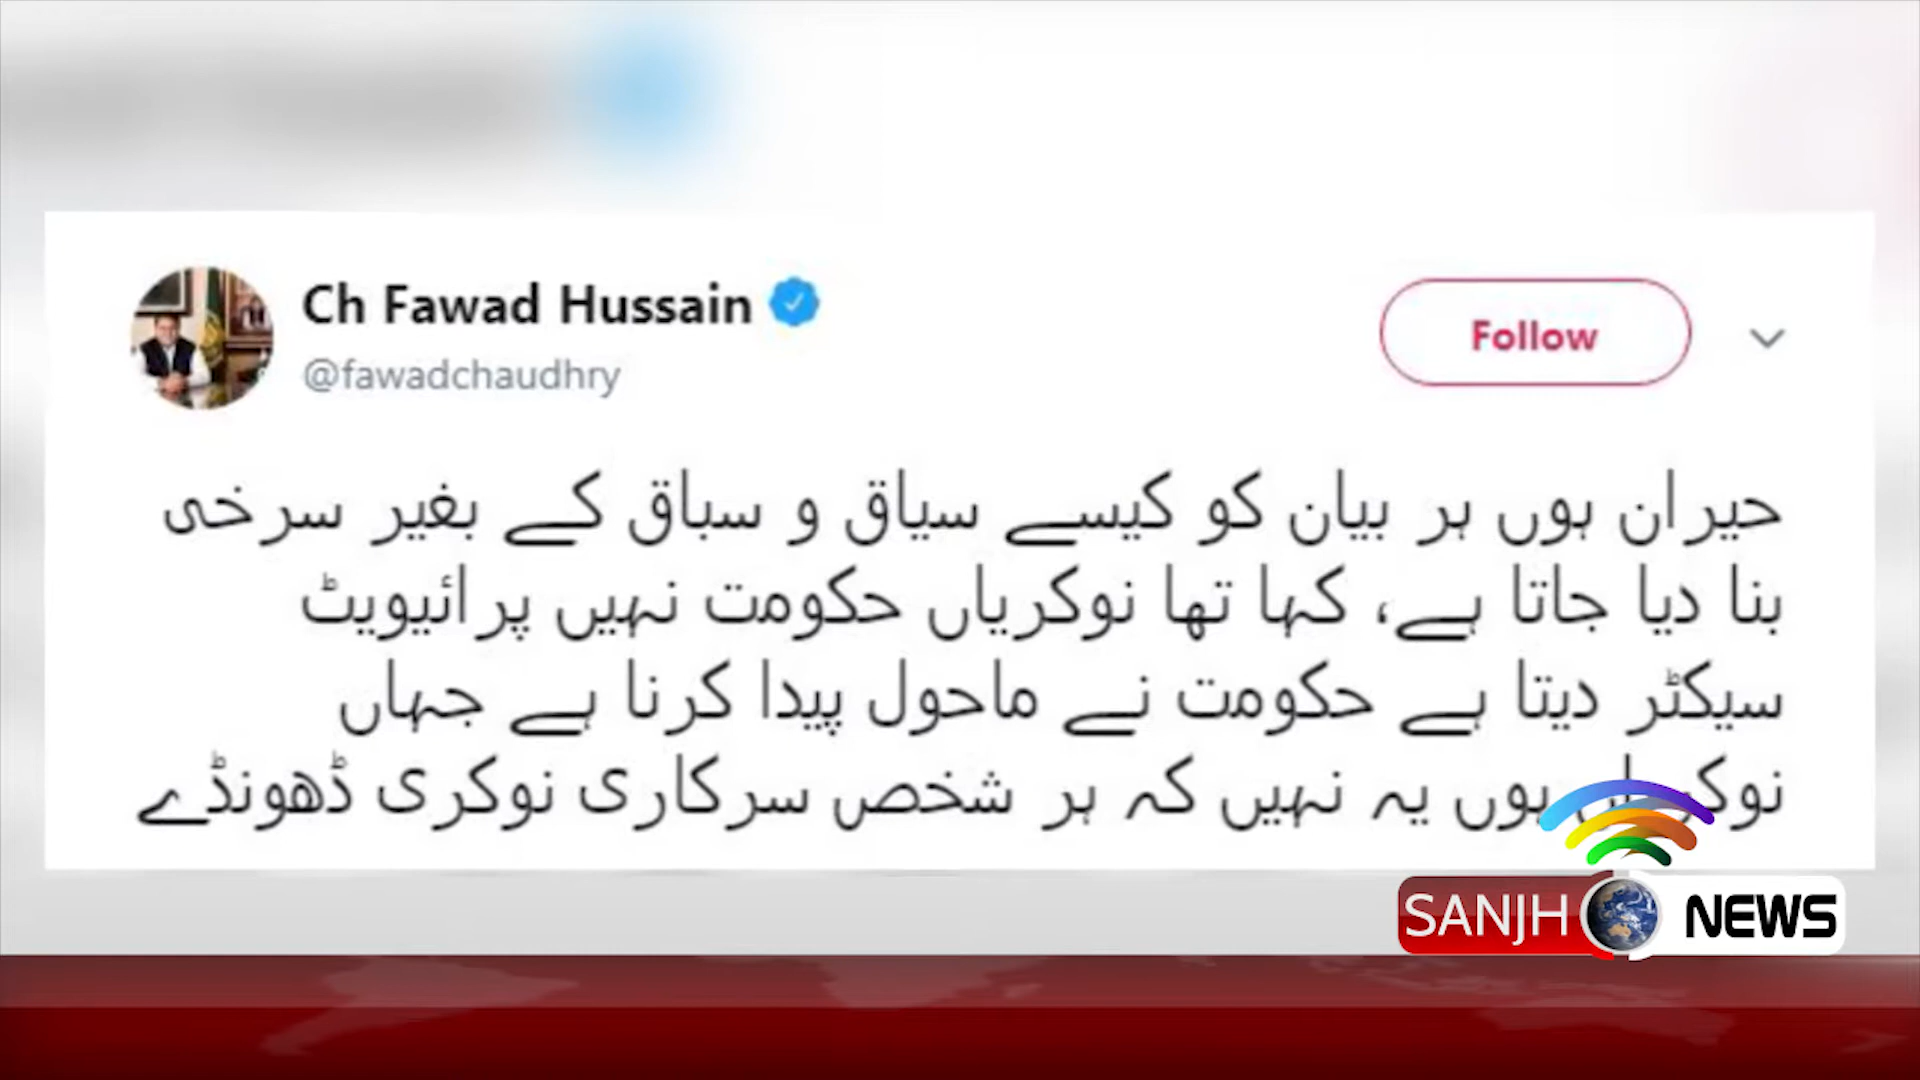 Ch Fawad Hussain
@fawadchaudhry
Follow
حیران ہوں ہر بیان کو کیسے سیاق و سباق کے بغیر سرخی
بنا دیا جاتا ہے، کہا تھا نوکریاں حکومت نہیں پرائیویٹ
سیکٹر دیتا ہے حکومت نے ماحول پیدا کرنا ہے جہاں
نوکریاں ہوں یہ نہیں کہ ہر شخص سرکاری نوکری ڈھونڈے
SANJH NEWS